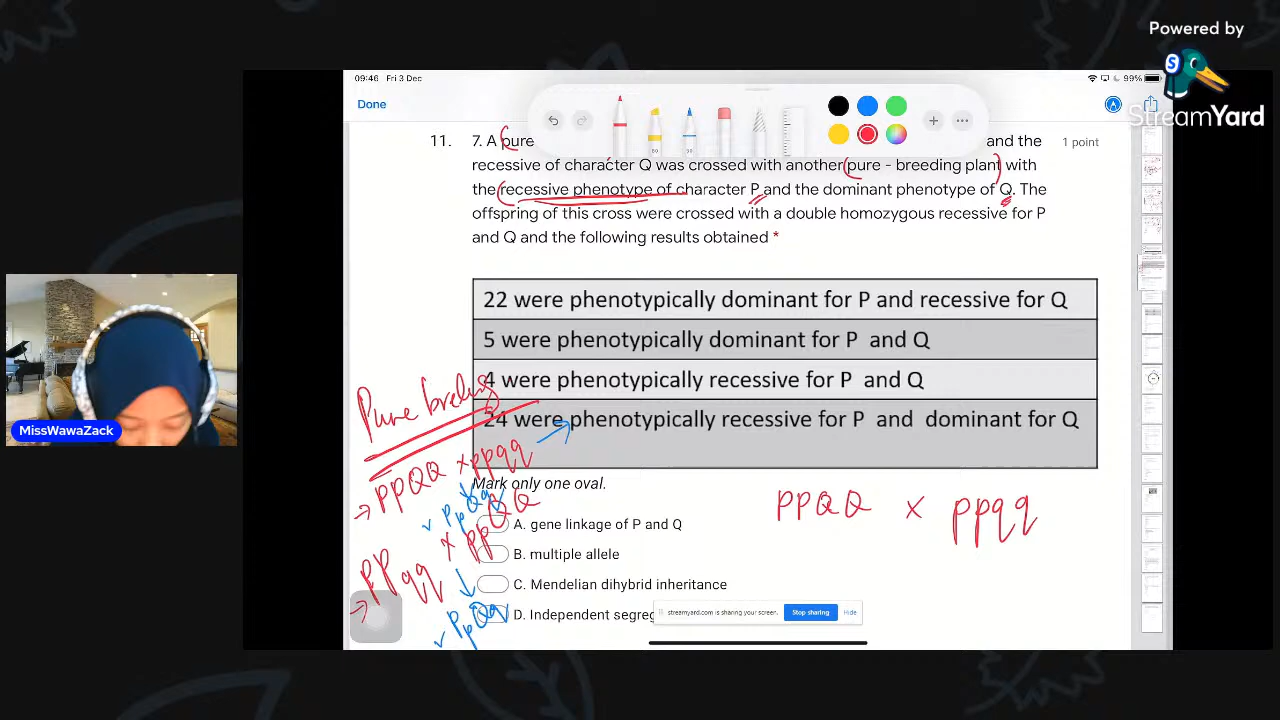 Powered by
StreamYard
09:46 Fri 3 Dec
99%
Done
11. 7. A pure and the 1 point
recessive of character Q was crossed with another pure - breeding plant with
the recessive phenotype of character P and the dominant phenotype of Q. The
offspring of this cross were crossed with a double homozygous recessive for P
and Q and the following results obtained *
22 were phenotypically dominant for P and recessive for Q
5 were phenotypically dominant for P and Q
4 were phenotypically recessive for P and Q
24 were phenotypically recessive for P and dominant for Q
Mark only one oval.
A. gene linkage of P and Q
B. multiple allele
C. Mendelian dihybrid inheritance
D. Independent segreg
streamyard.com is sharing your screen.
Stop sharing
Hide
Pure breeding
PPQQ × ppqq
PpQq
PPqq × ppQQ
PpQq
PPQQ × ppqq
MissWawaZack